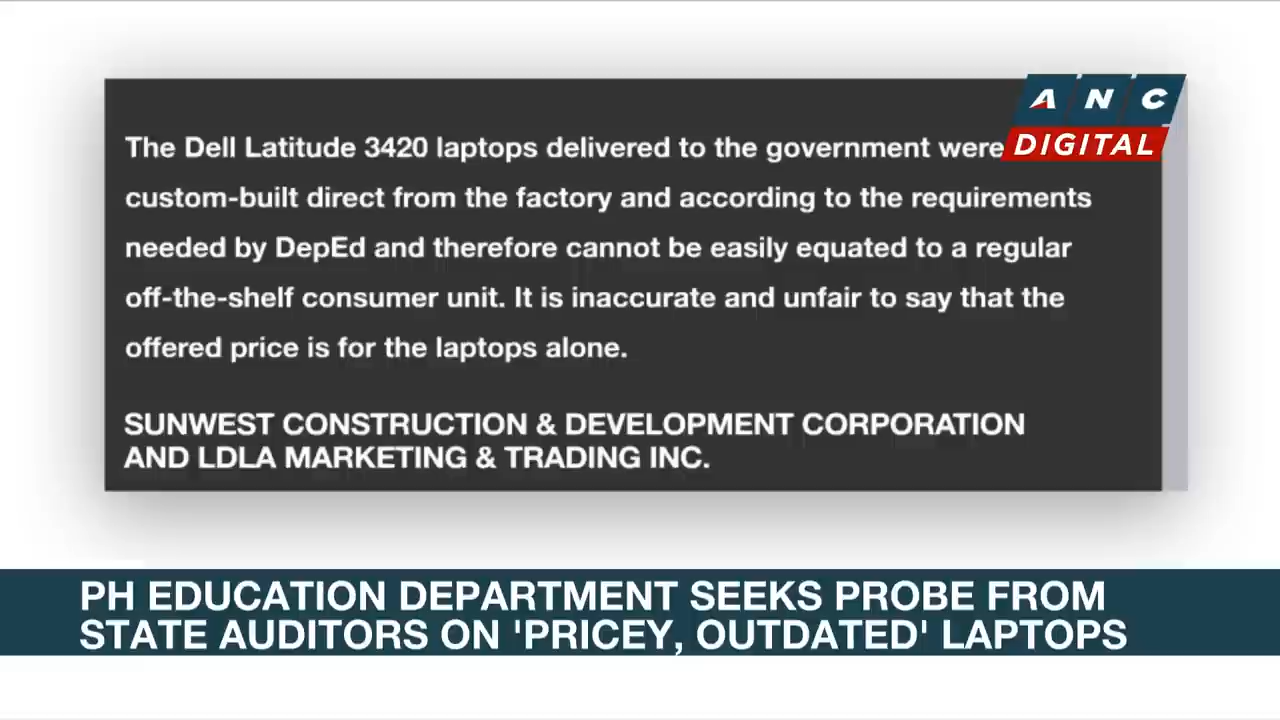 The Dell Latitude 3420 laptops delivered to the government were
custom-built direct from the factory and according to the requirements
needed by DepEd and therefore cannot be easily equated to a regular
off-the-shelf consumer unit. It is inaccurate and unfair to say that the
offered price is for the laptops alone.
SUNWEST CONSTRUCTION & DEVELOPMENT CORPORATION
AND LDLA MARKETING & TRADING INC.
ANC
DIGITAL
PH EDUCATION DEPARTMENT SEEKS PROBE FROM
STATE AUDITORS ON 'PRICEY, OUTDATED' LAPTOPS